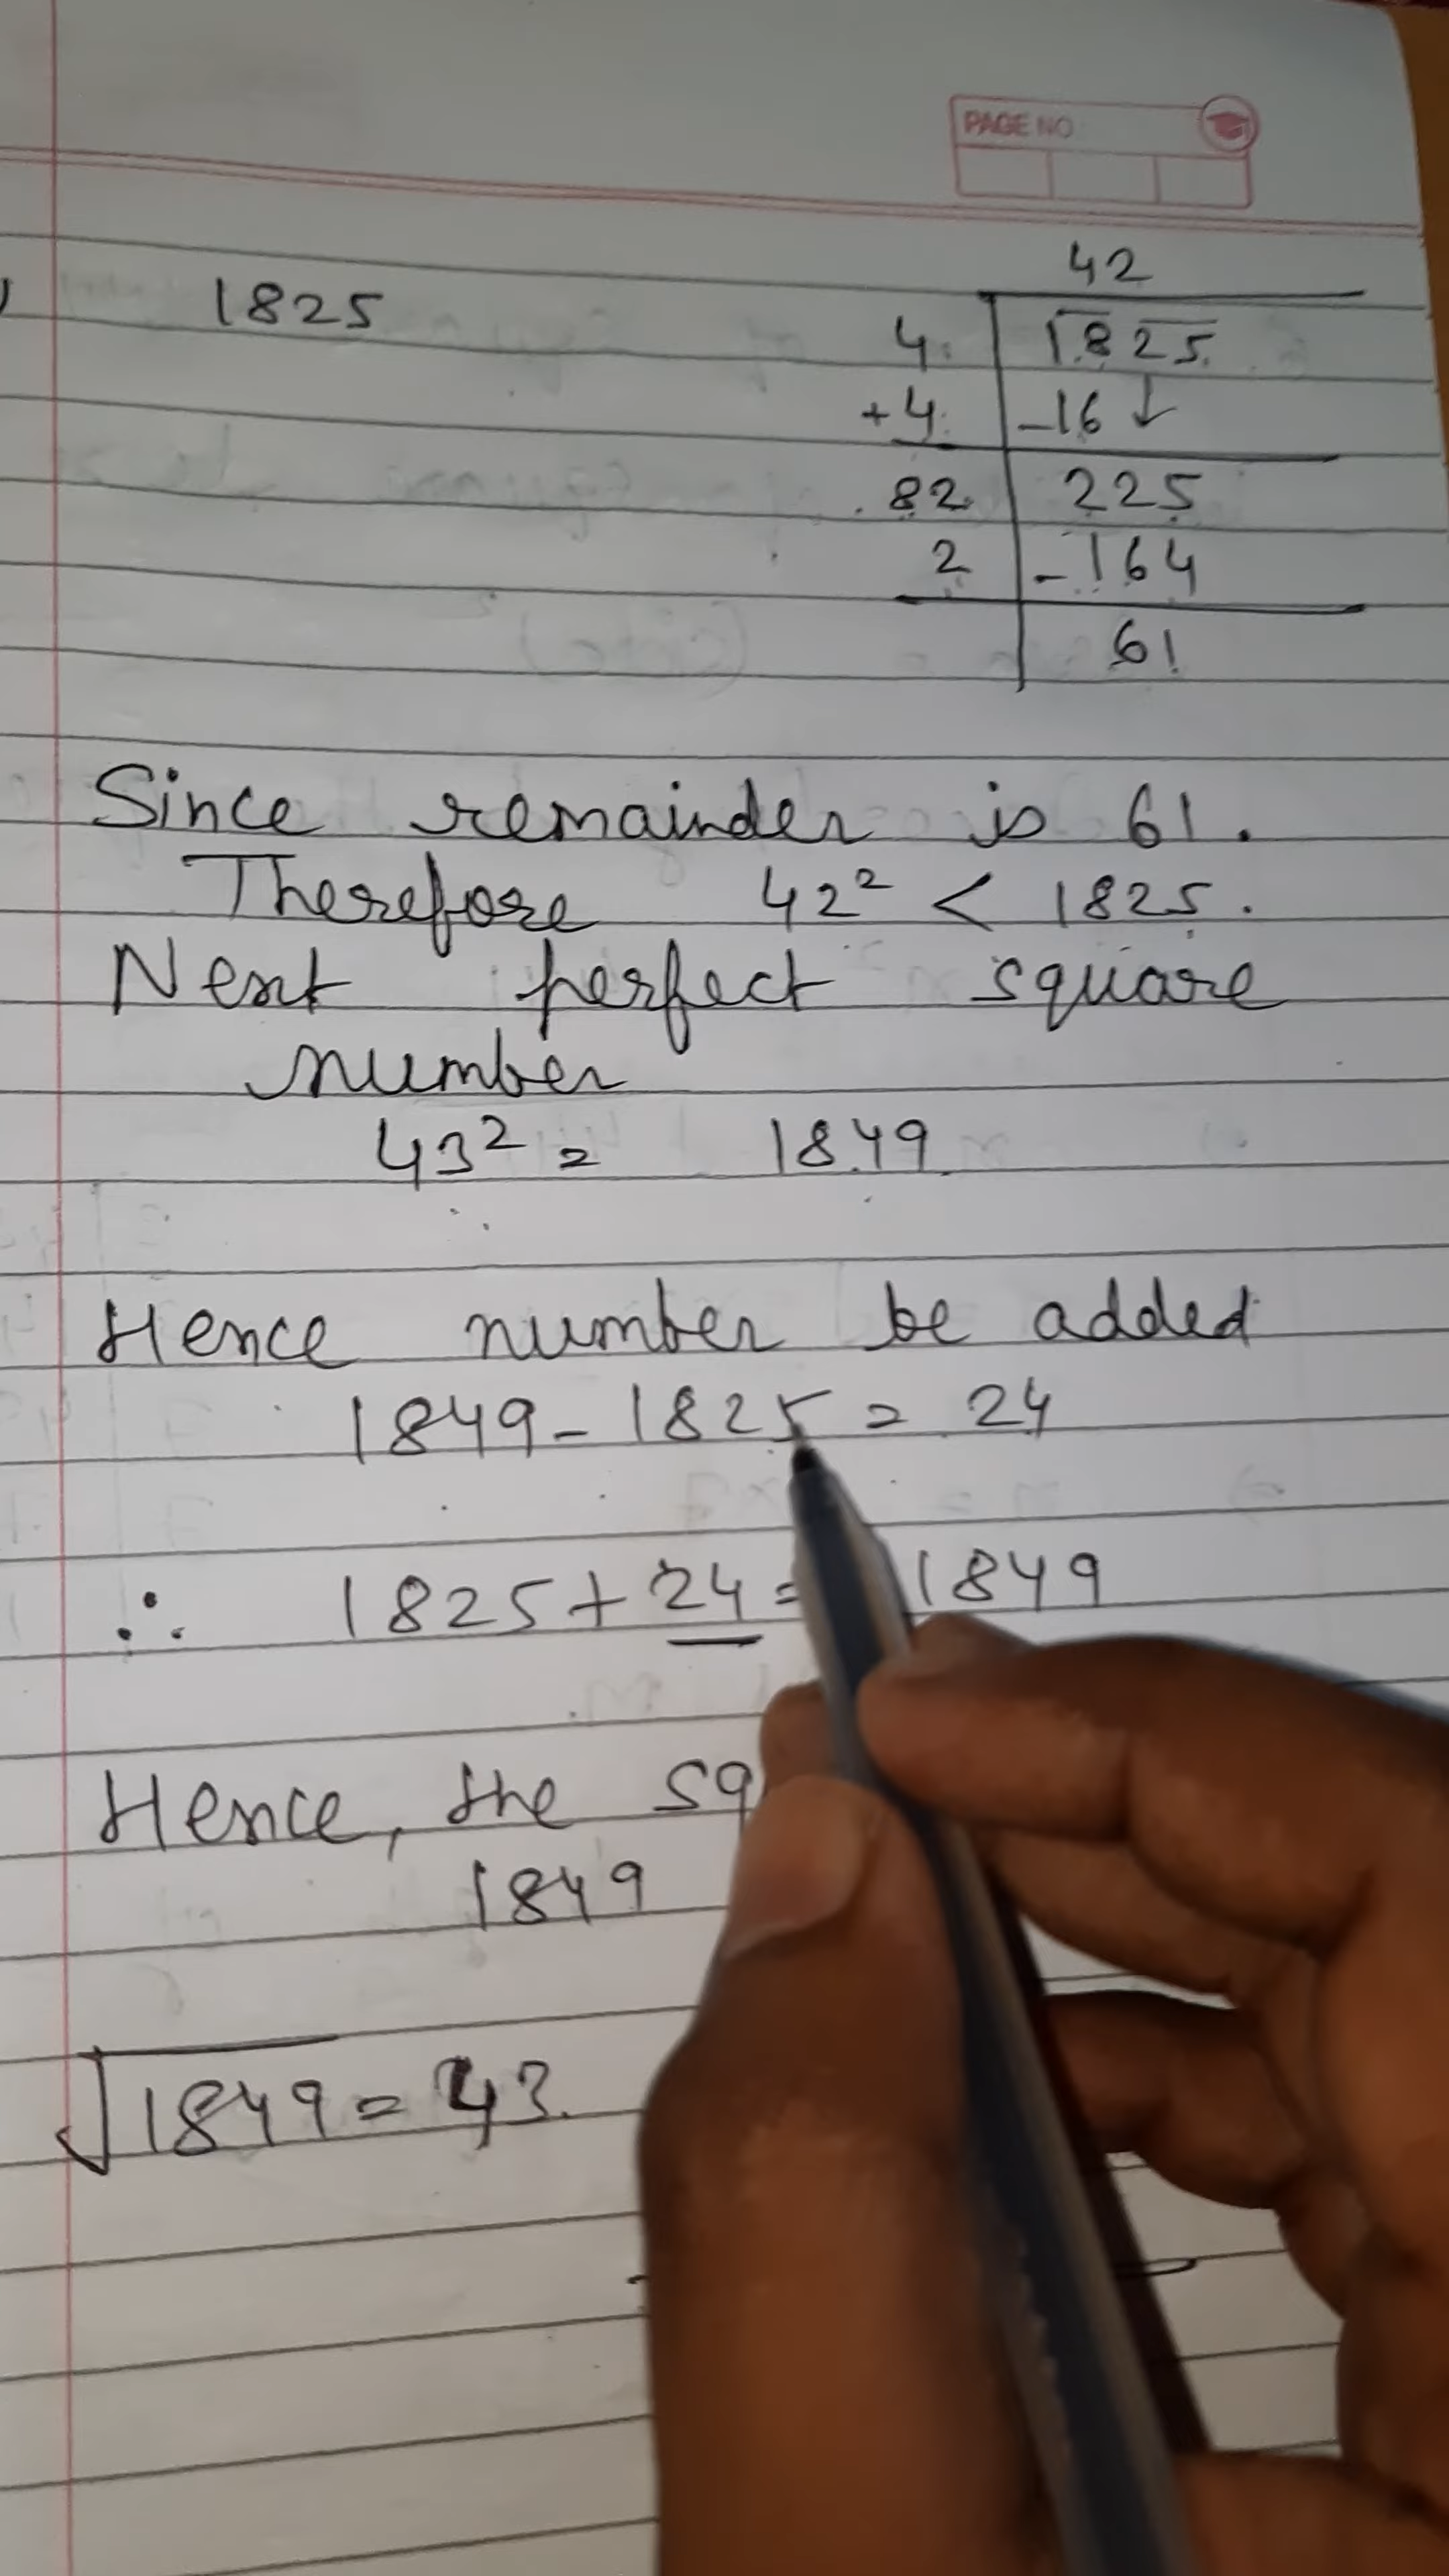 PAGE NO
1825
42
4 1825
+4 -16 ↓
82 225
2 -164
61
Since remainder is 61.
Therefore 42² < 1825.
Next perfect square
number
43² = 1849
Hence number be added
1849 - 1825 = 24
∴ 1825 + 24 = 1849
Hence, the
1849
√1849 = 43.